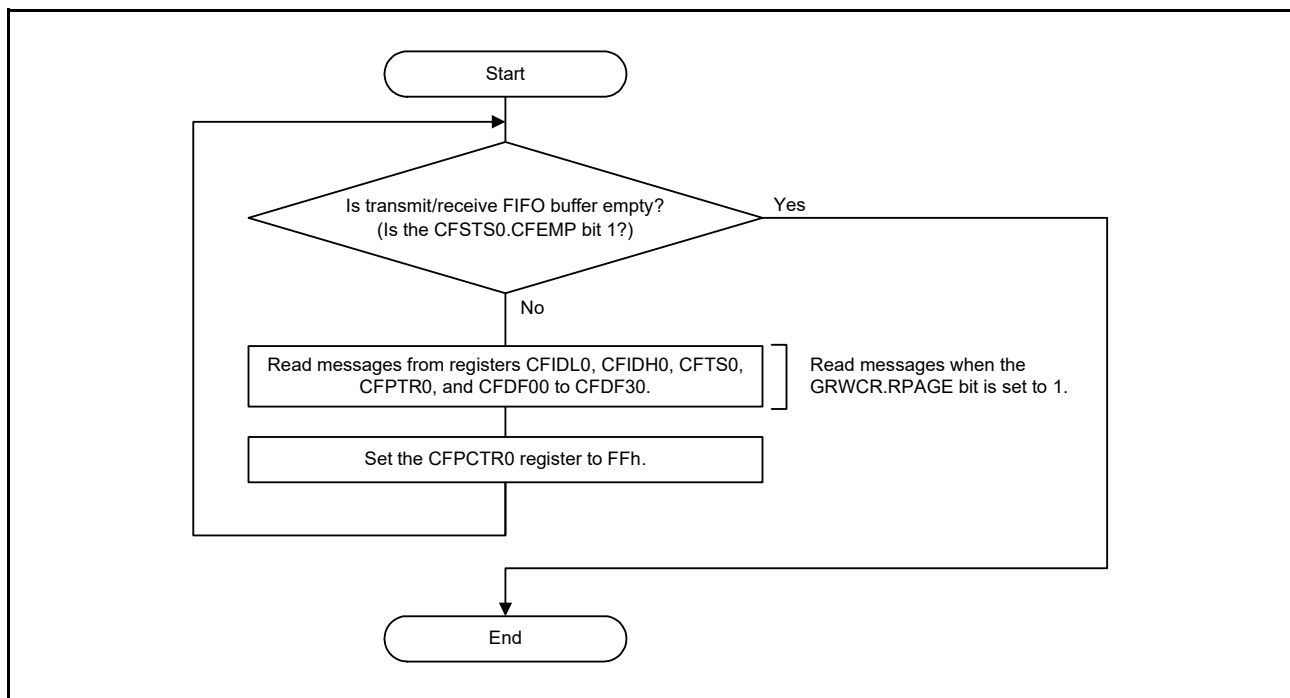 Start
Is transmit/receive FIFO buffer empty?
(Is the CFSTS0.CFEMP bit 1?)
Yes
No
Read messages from registers CFIDL0, CFIDH0, CFTS0,
CFPTR0, and CFDF00 to CFDF30.
Read messages when the
GRWCR.RPAGE bit is set to 1.
Set the CFPCTR0 register to FFh.
End